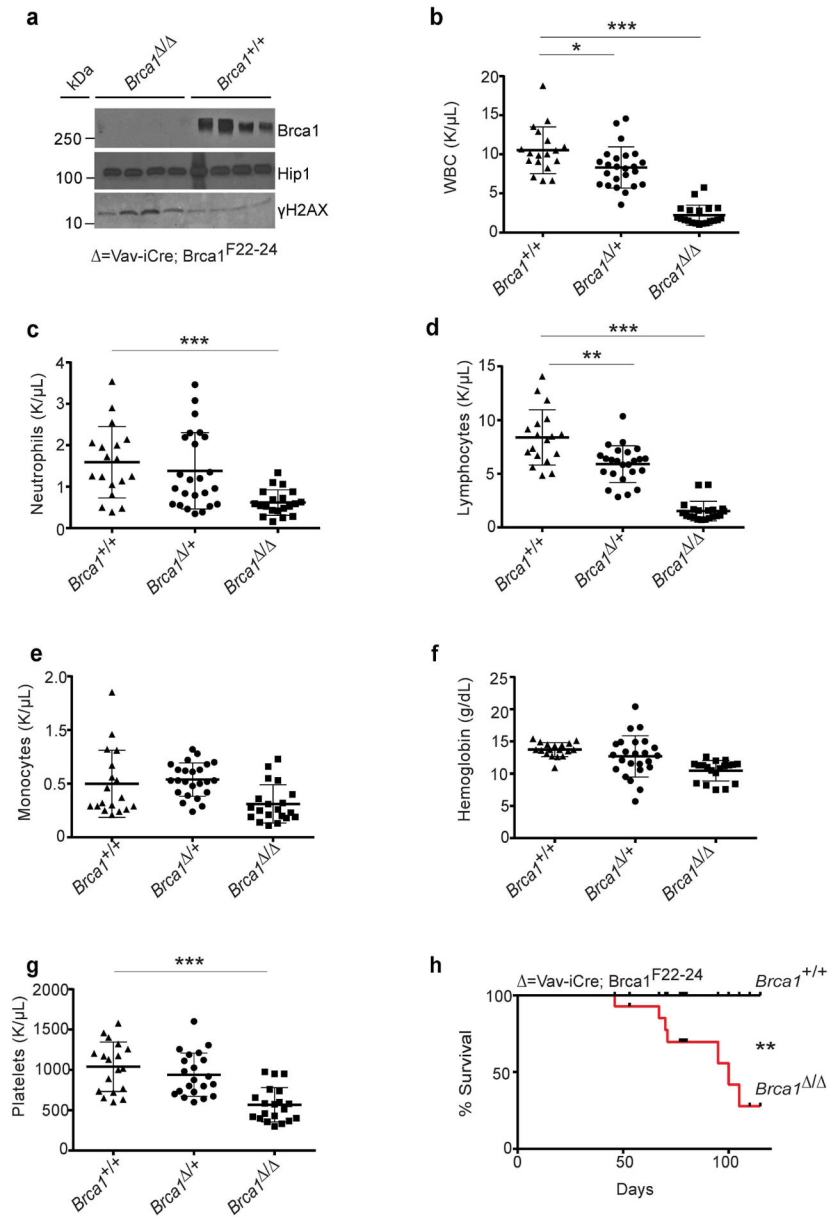 a
kDa
Brca1Δ/Δ
Brca1+/+
250
Brca1
100
Hip1
10
γH2AX
Δ=Vav-iCre; Brca1F22-24
b
***
*
WBC (K/µL)
20
15
10
5
0
Brca1+/+
Brca1Δ/+
Brca1Δ/Δ
c
***
Neutrophils (K/µL)
4
3
2
1
0
Brca1+/+
Brca1Δ/+
Brca1Δ/Δ
d
***
**
Lymphocytes (K/µL)
15
10
5
0
Brca1+/+
Brca1Δ/+
Brca1Δ/Δ
e
Monocytes (K/µL)
2.0
1.5
0.5
0
Brca1+/+
Brca1Δ/+
Brca1Δ/Δ
f
Hemoglobin (g/dL)
25
20
15
10
15
0
Brca1+/+
Brca1Δ/+
Brca1Δ/Δ
g
***
Platelets (K/µL)
2000
1500
1000
500
0
Brca1+/+
Brca1Δ/+
Brca1Δ/Δ
h
Δ=Vav-iCre; Brca1F22-24
Brca1+/+
100
50
0
% Survival
**
Brca1Δ/Δ
0
50
100
Days